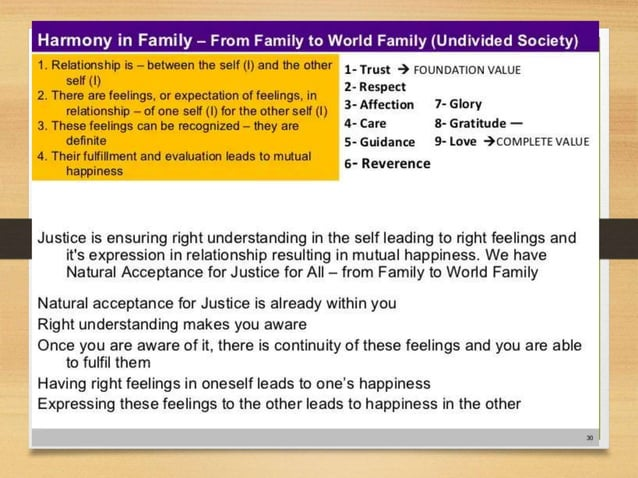 Harmony in Family – From Family to World Family (Undivided Society)
1. Relationship is – between the self (I) and the other
self (I)
2. There are feelings, or expectation of feelings, in
relationship – of one self (I) for the other self (I)
3. These feelings can be recognized – they are
definite
4. Their fulfillment and evaluation leads to mutual
happiness
1- Trust → FOUNDATION VALUE
2- Respect
3- Affection
4- Care
5- Guidance
6- Reverence
7- Glory
8- Gratitude —
9- Love →COMPLETE VALUE
Justice is ensuring right understanding in the self leading to right feelings and
it's expression in relationship resulting in mutual happiness. We have
Natural Acceptance for Justice for All – from Family to World Family
Natural acceptance for Justice is already within you
Right understanding makes you aware
Once you are aware of it, there is continuity of these feelings and you are able
to fulfil them
Having right feelings in oneself leads to one's happiness
Expressing these feelings to the other leads to happiness in the other
30